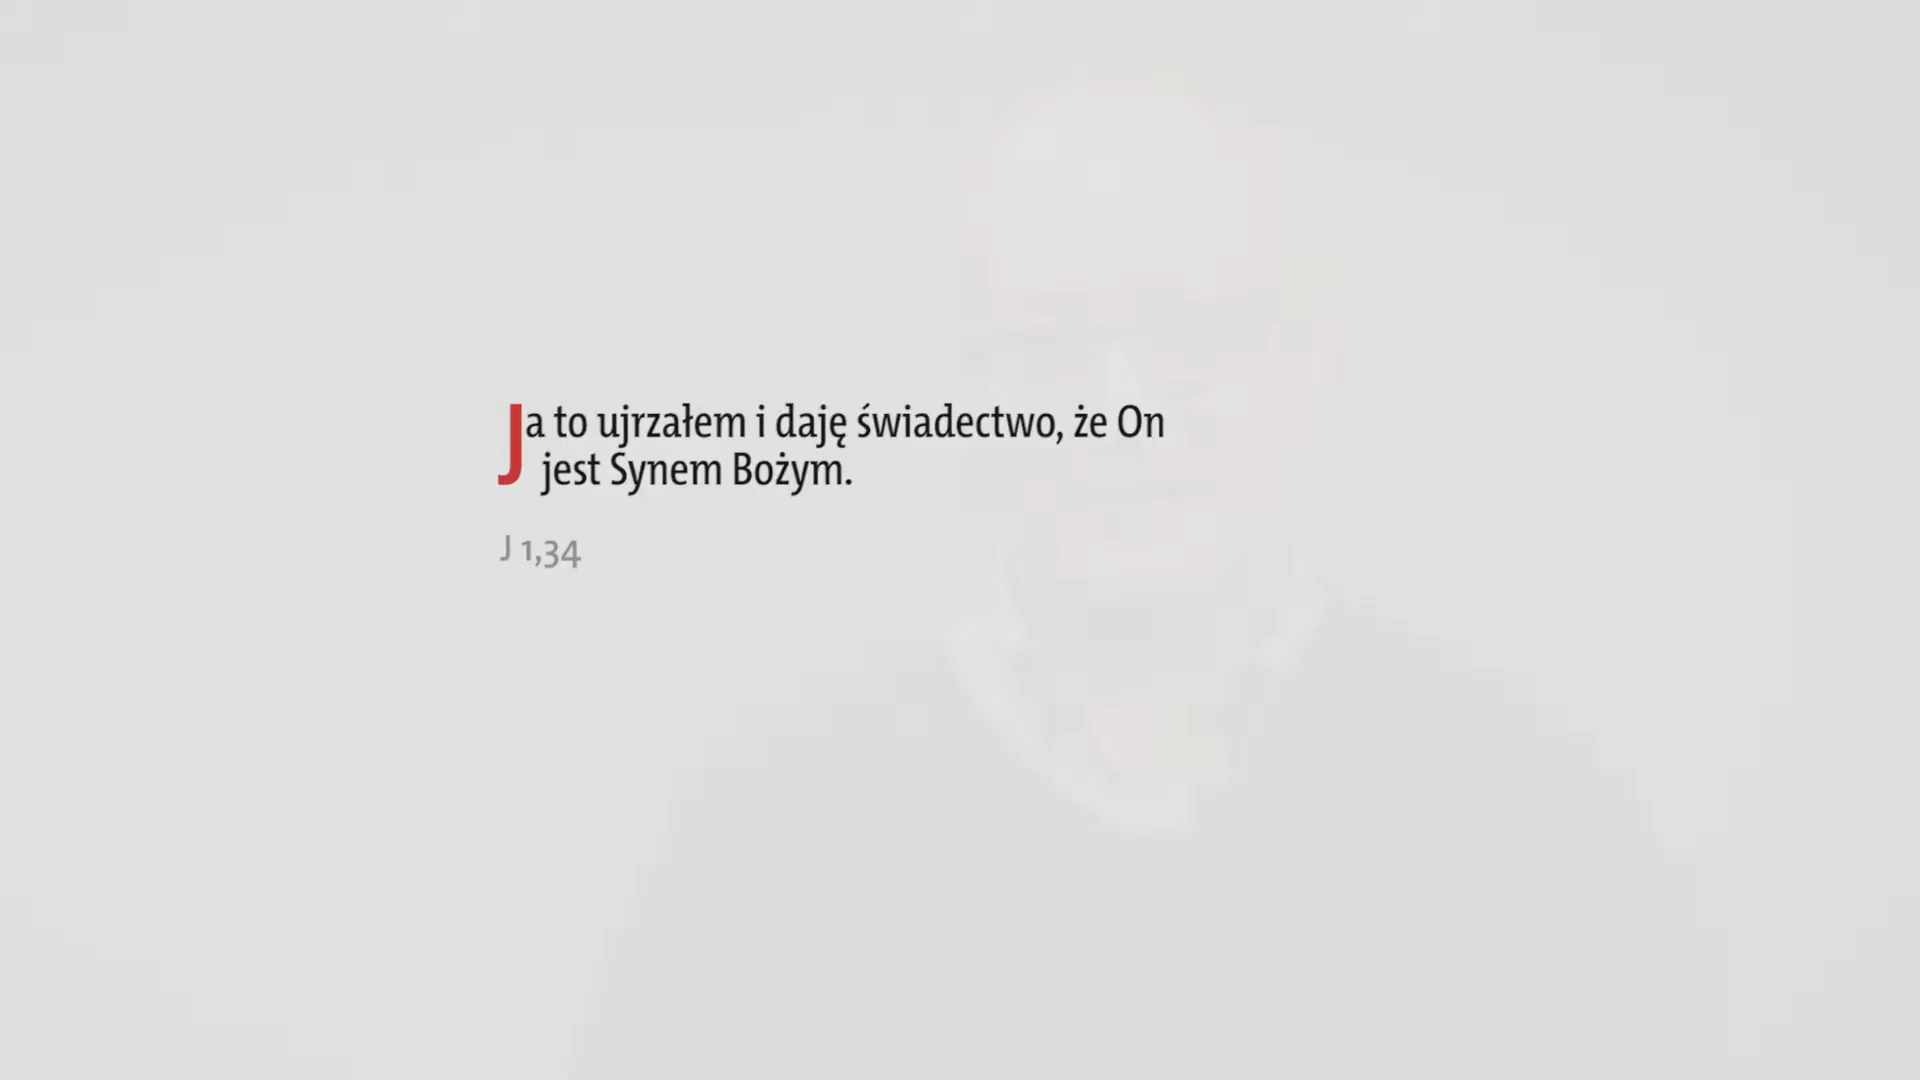 Ja to ujrzałem i daję świadectwo, że On
jest Synem Bożym.
J 1,34